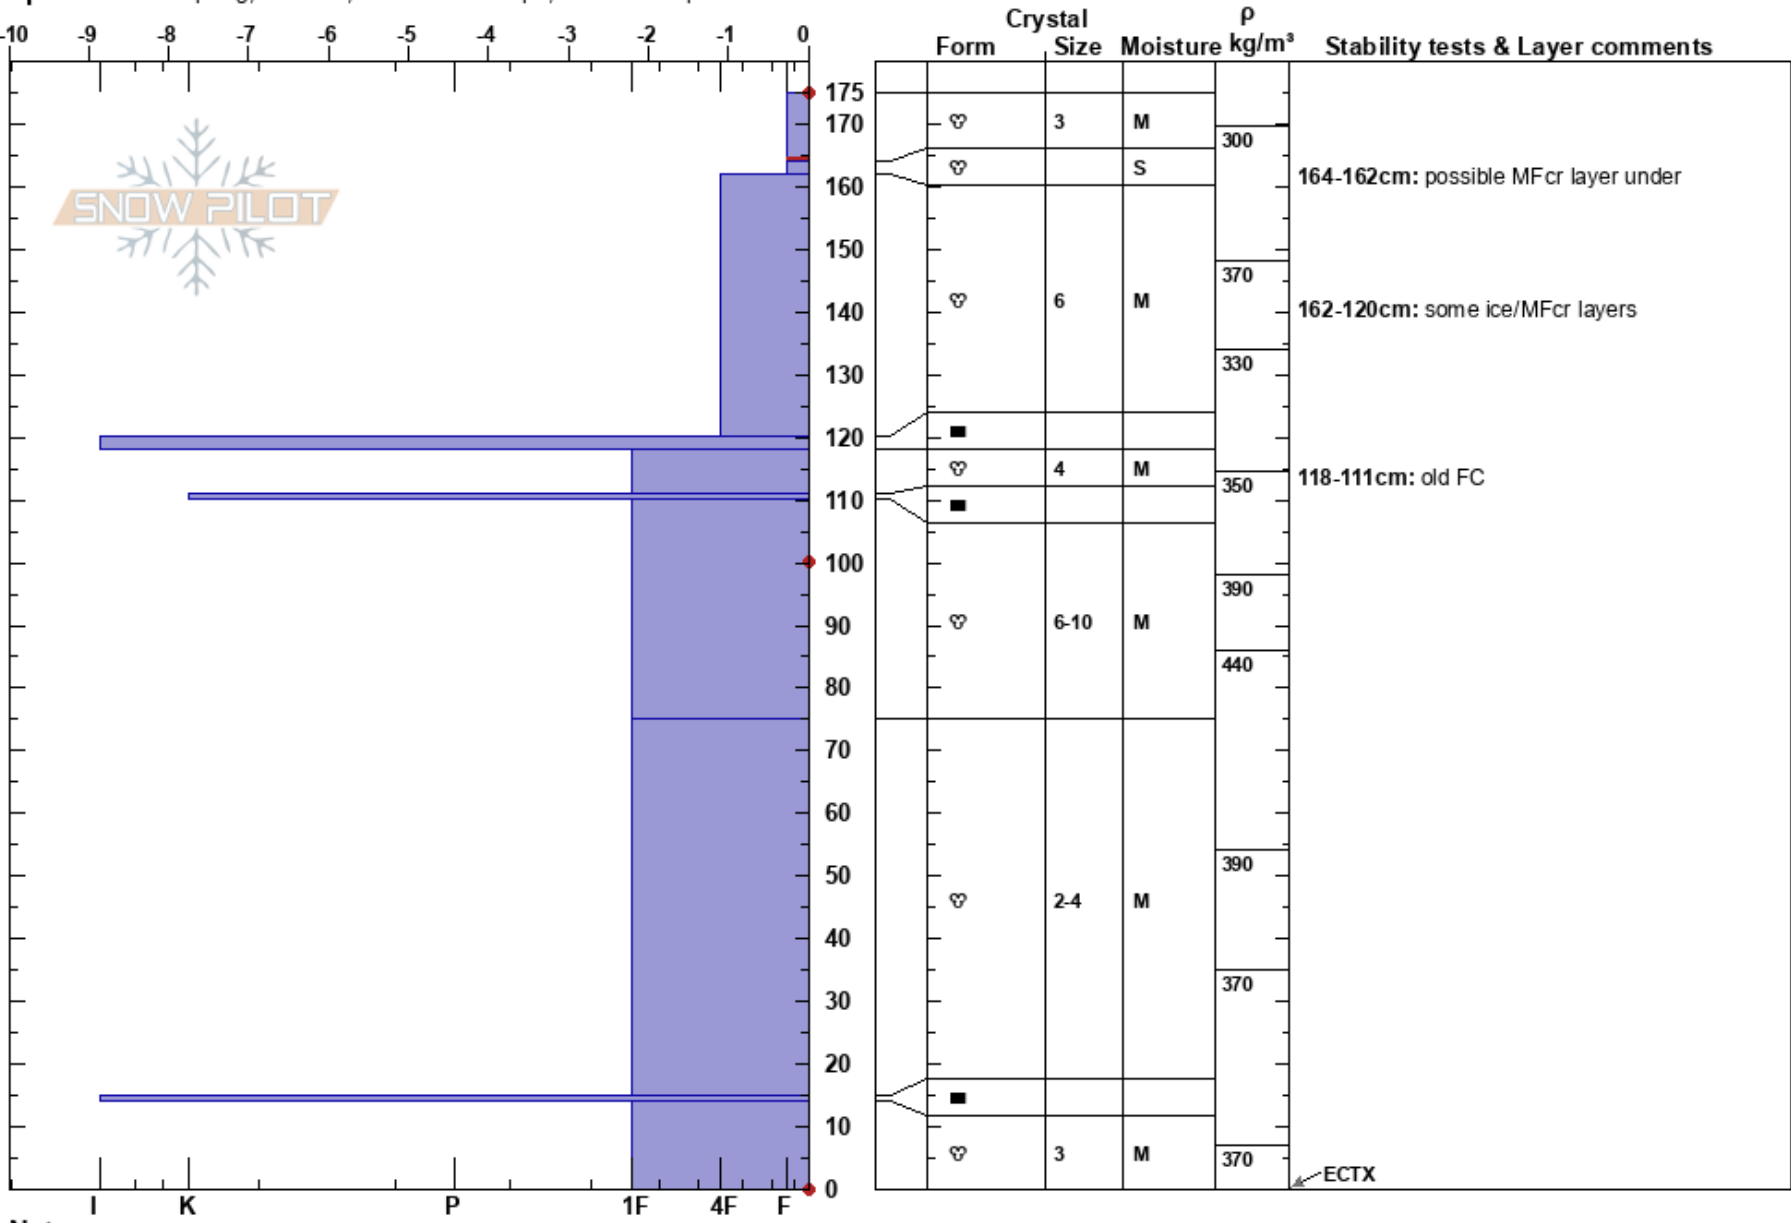 Crystal ρ
Form Size Moisture kg/m³ Stability tests & Layer comments
-10 -9 -8 -7 -6 -5 -4 -3 -2 -1 0
175
170 3 M 300
S
160 164-162cm: possible MFcr layer under
SNOW PILOT
150
370
140 6 M 162-120cm: some ice/MFcr layers
330
130
120
4 M
350 118-111cm: old FC
110
100
390
90 6-10 M
440
80
70
60
390
50
2-4 M
40
370
30
20
10
3 M 370
ECTX
0
I K P 1F 4F F